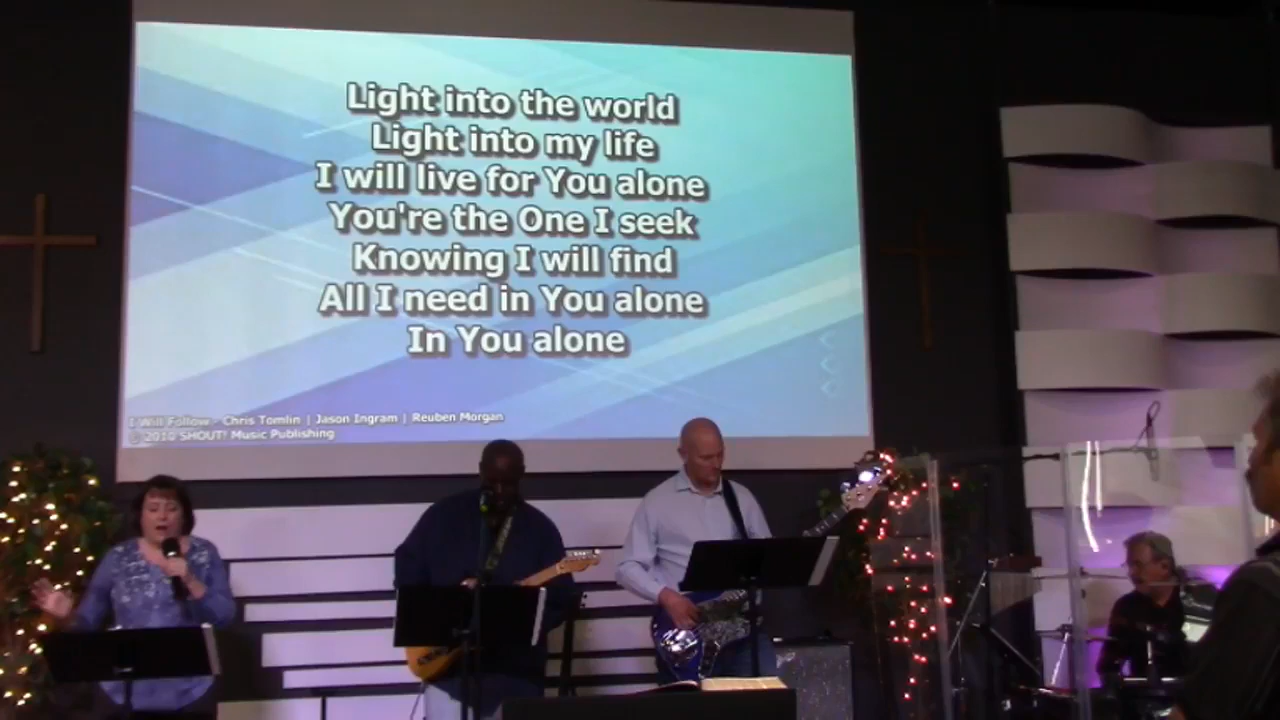 Light into the world
Light into my life
I will live for You alone
You're the One I seek
Knowing I will find
All I need in You alone
In You alone
I Will Follow - Chris Tomlin | Jason Ingram | Reuben Morgan
© 2010 SHOUT! Music Publishing